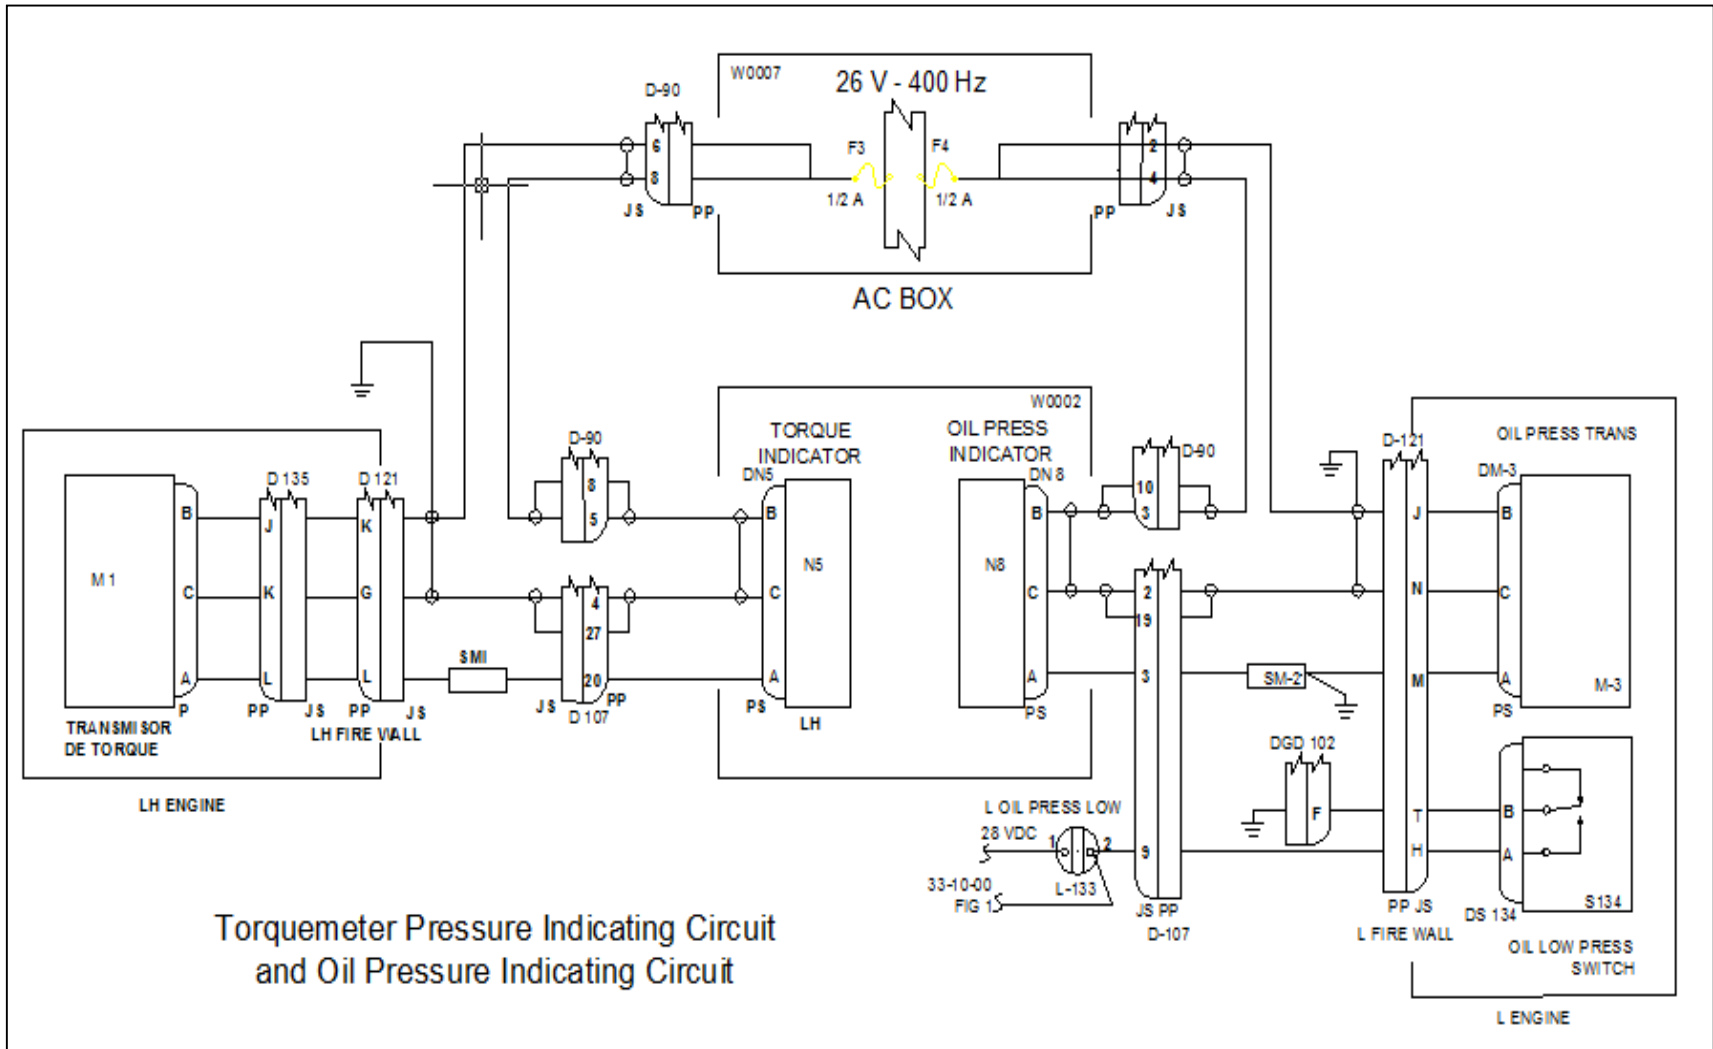 W0007
26 V - 400 Hz
D-90
6
8
JS
PP
F3
F4
1/2 A
1/2 A
2
4
PP
JS
AC BOX
W0002
TORQUE
INDICATOR
DN5
B
C
A
N5
PS
LH
OIL PRESS
INDICATOR
DN 8
N8
B
C
A
PS
D-90
8
5
4
27
20
JS
PP
D 107
SMI
D 135
J
K
L
PP
JS
D 121
K
G
L
PP
JS
LH FIRE WALL
M 1
B
C
A
P
TRANSMISOR
DE TORQUE
LH ENGINE
D-90
10
3
2
19
3
9
JS PP
D-107
SM-2
D-121
J
N
M
T
H
PP JS
L FIRE WALL
OIL PRESS TRANS
DM-3
B
C
A
M-3
PS
DGD 102
F
B
A
DS 134
S134
OIL LOW PRESS
SWITCH
L ENGINE
L OIL PRESS LOW
28 VDC
1
2
L-133
33-10-00
FIG 1
Torquemeter Pressure Indicating Circuit
and Oil Pressure Indicating Circuit